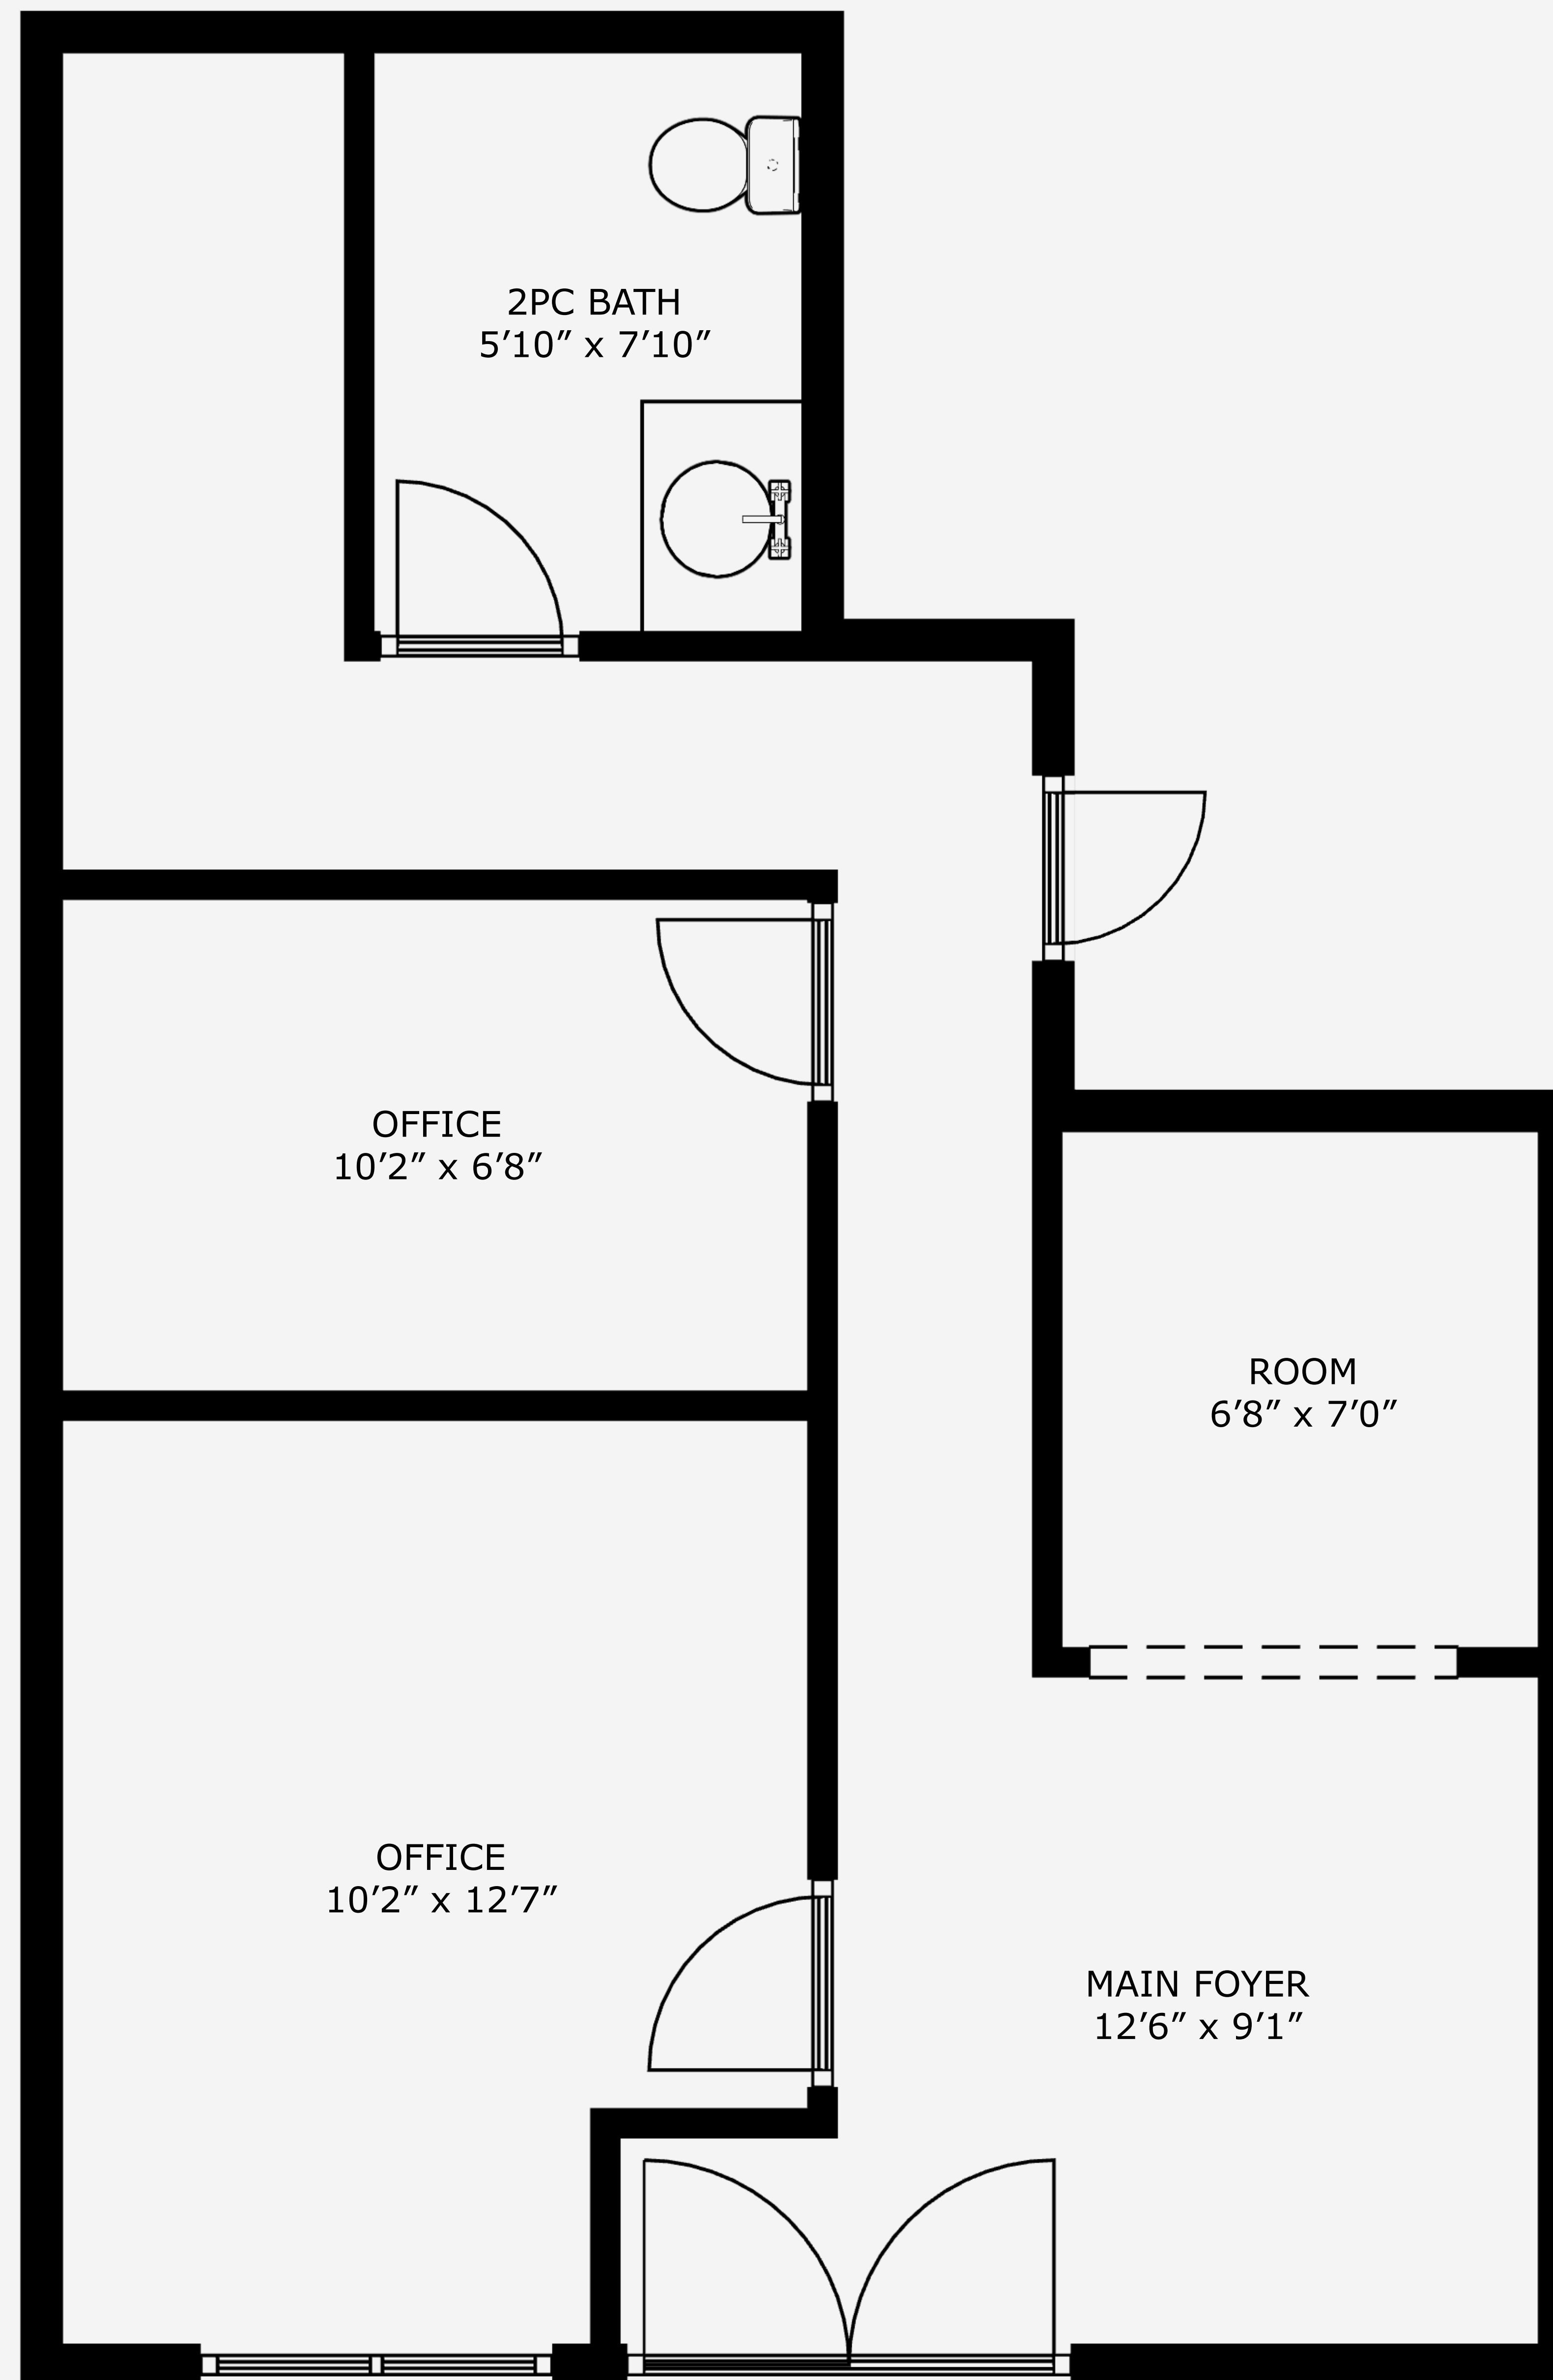 2PC BATH
5’10” x 7’10”
OFFICE
10’2” x 6’8”
ROOM
6’8” x 7’0”
OFFICE
10’2” x 12’7”
MAIN FOYER
12’6” x 9’1”